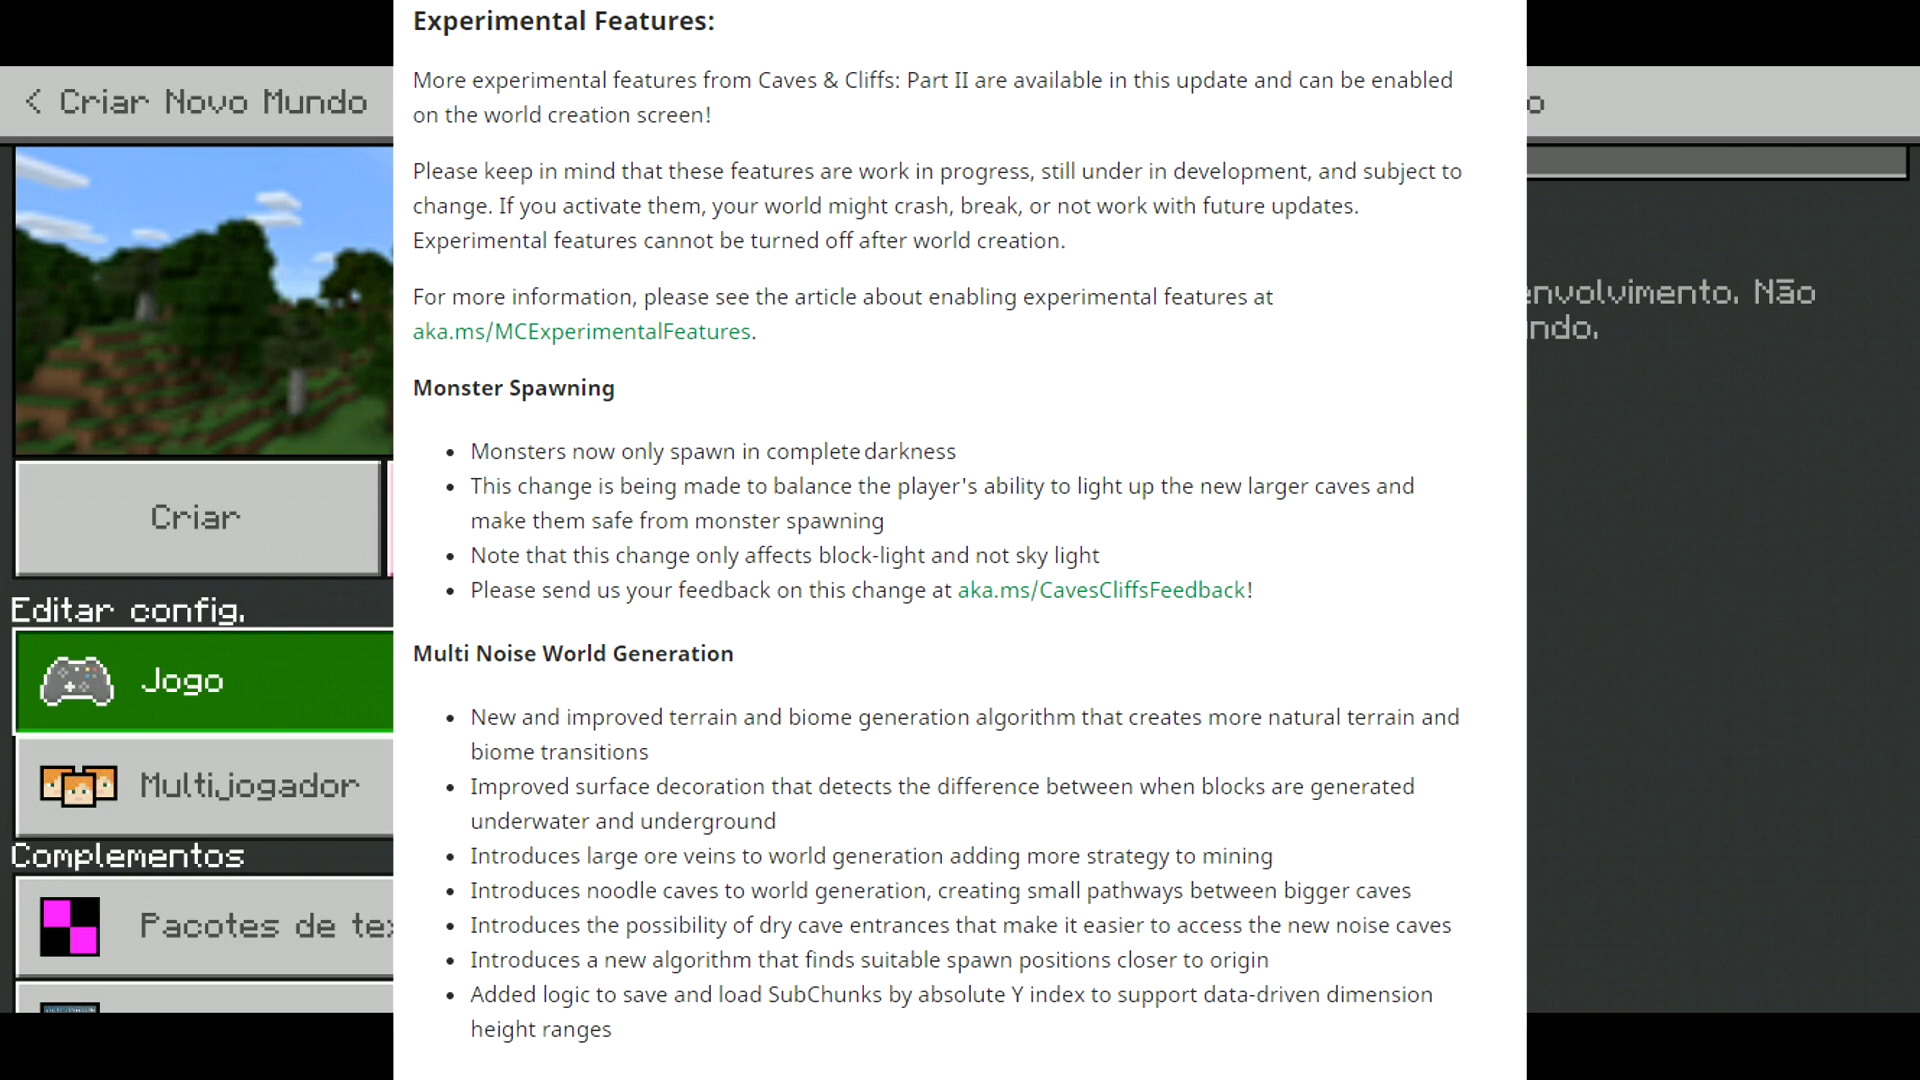 Experimental Features:
More experimental features from Caves & Cliffs: Part II are available in this update and can be enabled
on the world creation screen!
Please keep in mind that these features are work in progress, still under in development, and subject to
change. If you activate them, your world might crash, break, or not work with future updates.
Experimental features cannot be turned off after world creation.
For more information, please see the article about enabling experimental features at
aka.ms/MCExperimentalFeatures.
Monster Spawning
• Monsters now only spawn in complete darkness
• This change is being made to balance the player's ability to light up the new larger caves and
make them safe from monster spawning
• Note that this change only affects block-light and not sky light
• Please send us your feedback on this change at aka.ms/CavesCliffsFeedback!
Multi Noise World Generation
• New and improved terrain and biome generation algorithm that creates more natural terrain and
biome transitions
• Improved surface decoration that detects the difference between when blocks are generated
underwater and underground
• Introduces large ore veins to world generation adding more strategy to mining
• Introduces noodle caves to world generation, creating small pathways between bigger caves
• Introduces the possibility of dry cave entrances that make it easier to access the new noise caves
• Introduces a new algorithm that finds suitable spawn positions closer to origin
• Added logic to save and load SubChunks by absolute Y index to support data-driven dimension
height ranges
< Criar Novo Mundo
Criar
Editar config.
Jogo
Multijogador
Complementos
Pacotes de tex
o
envolvimento. Não
ndo.